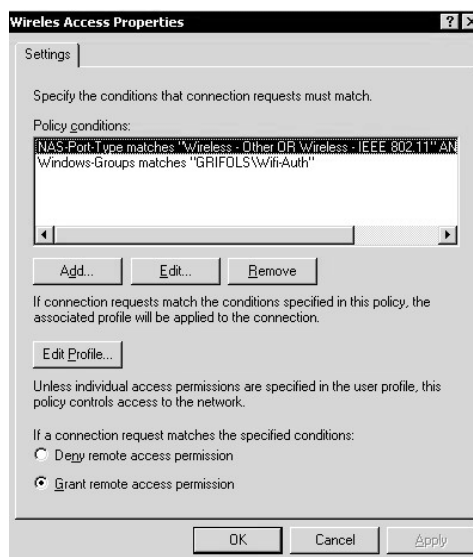 Wireles Access Properties
Settings
Specify the conditions that connection requests must match.
Policy conditions:
NAS-Port-Type matches "Wireless - Other OR Wireless - IEEE 802.11" AN
Windows-Groups matches "GRIFOLS\Wifi-Auth"
Add... Edit... Remove
If connection requests match the conditions specified in this policy, the
associated profile will be applied to the connection.
Edit Profile...
Unless individual access permissions are specified in the user profile, this
policy controls access to the network.
If a connection request matches the specified conditions:
Deny remote access permission
Grant remote access permission
OK Cancel Apply